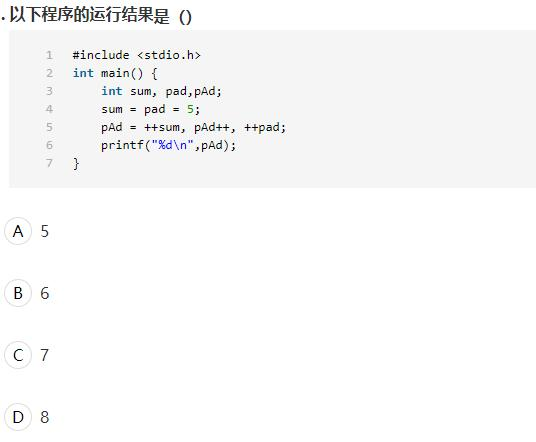 . 以下程序的运行结果是（）
1 #include <stdio.h>
2 int main() {
3 int sum, pad,pAd;
4 sum = pad = 5;
5 pAd = ++sum, pAd++, ++pad;
6 printf("%d\n",pAd);
7 }
A 5
B 6
C 7
D 8